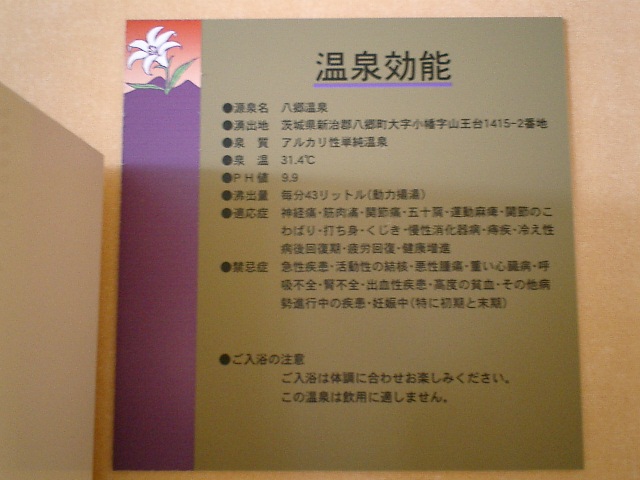 温泉効能
●源泉名 八郷温泉
●湧出地 茨城県新治郡八郷町大字小幡字山王台1415-2番地
●泉 質 アルカリ性単純温泉
●泉 温 31.4℃
●PH値 9.9
●沸出量 毎分43リットル(動力揚湯)
●適応症 神経痛・筋肉痛・関節痛・五十肩・運動麻痺・関節のこ
わばり・打ち身・くじき・慢性消化器病・痔疾・冷え性
病後回復期・疲労回復・健康増進
●禁忌症 急性疾患・活動性の結核・悪性腫瘍・重い心臓病・呼
吸不全・腎不全・出血性疾患・高度の貧血・その他病
勢進行中の疾患・妊娠中(特に初期と末期)
●ご入浴の注意
ご入浴は体調に合わせお楽しみください。
この温泉は飲用に適しません。